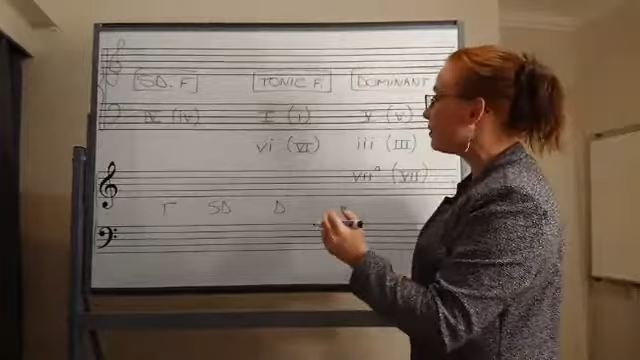 SD. F TONIC F. DOMINANT
IV (iv) I (i) V (v)
vi (VI) iii (III)
vii° (VII)
T SD D